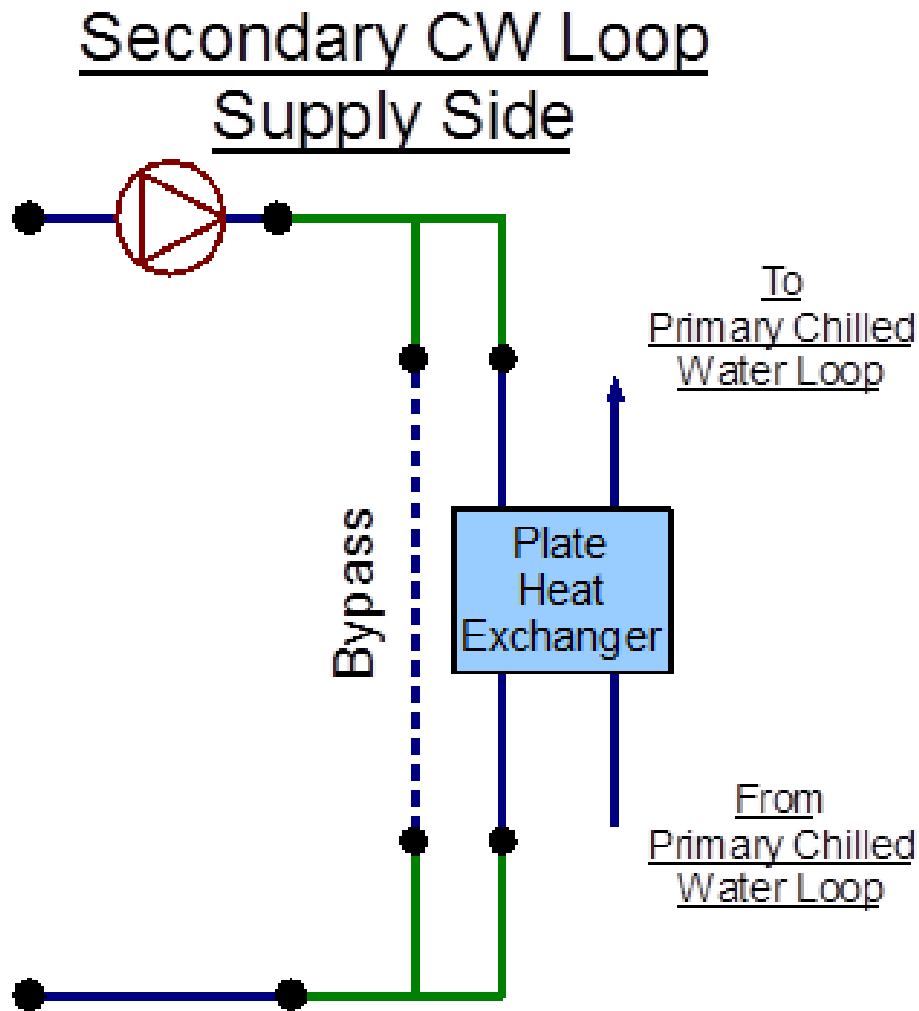 Secondary CW Loop
Supply Side
To
Primary Chilled
Water Loop
Bypass
Plate
Heat
Exchanger
From
Primary Chilled
Water Loop